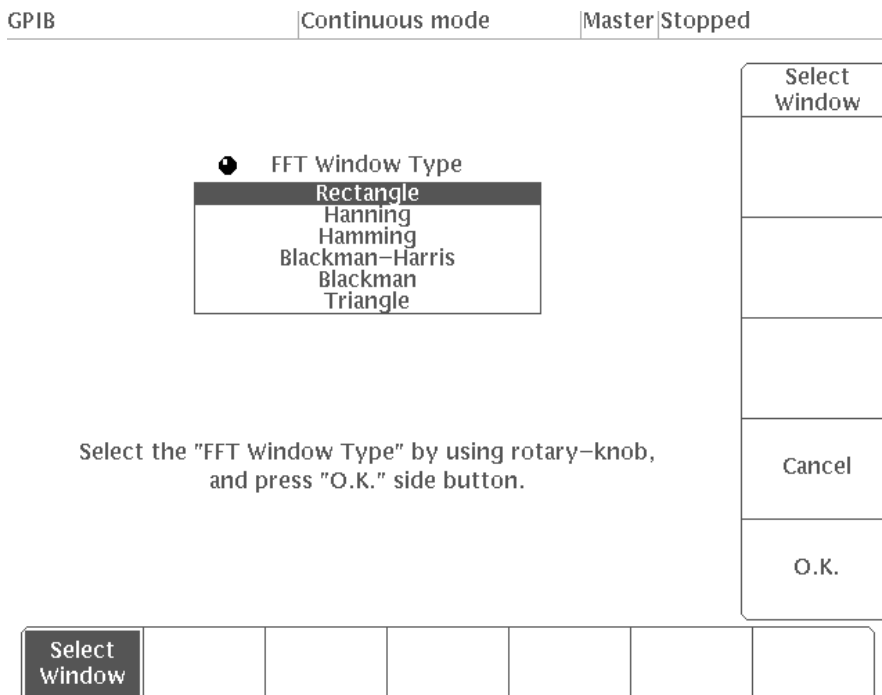 GPIB Continuous mode Master Stopped
Select
Window
FFT Window Type
Rectangle
Hanning
Hamming
Blackman–Harris
Blackman
Triangle
Select the "FFT Window Type" by using rotary–knob,
and press "O.K." side button.
Cancel
O.K.
Select
Window